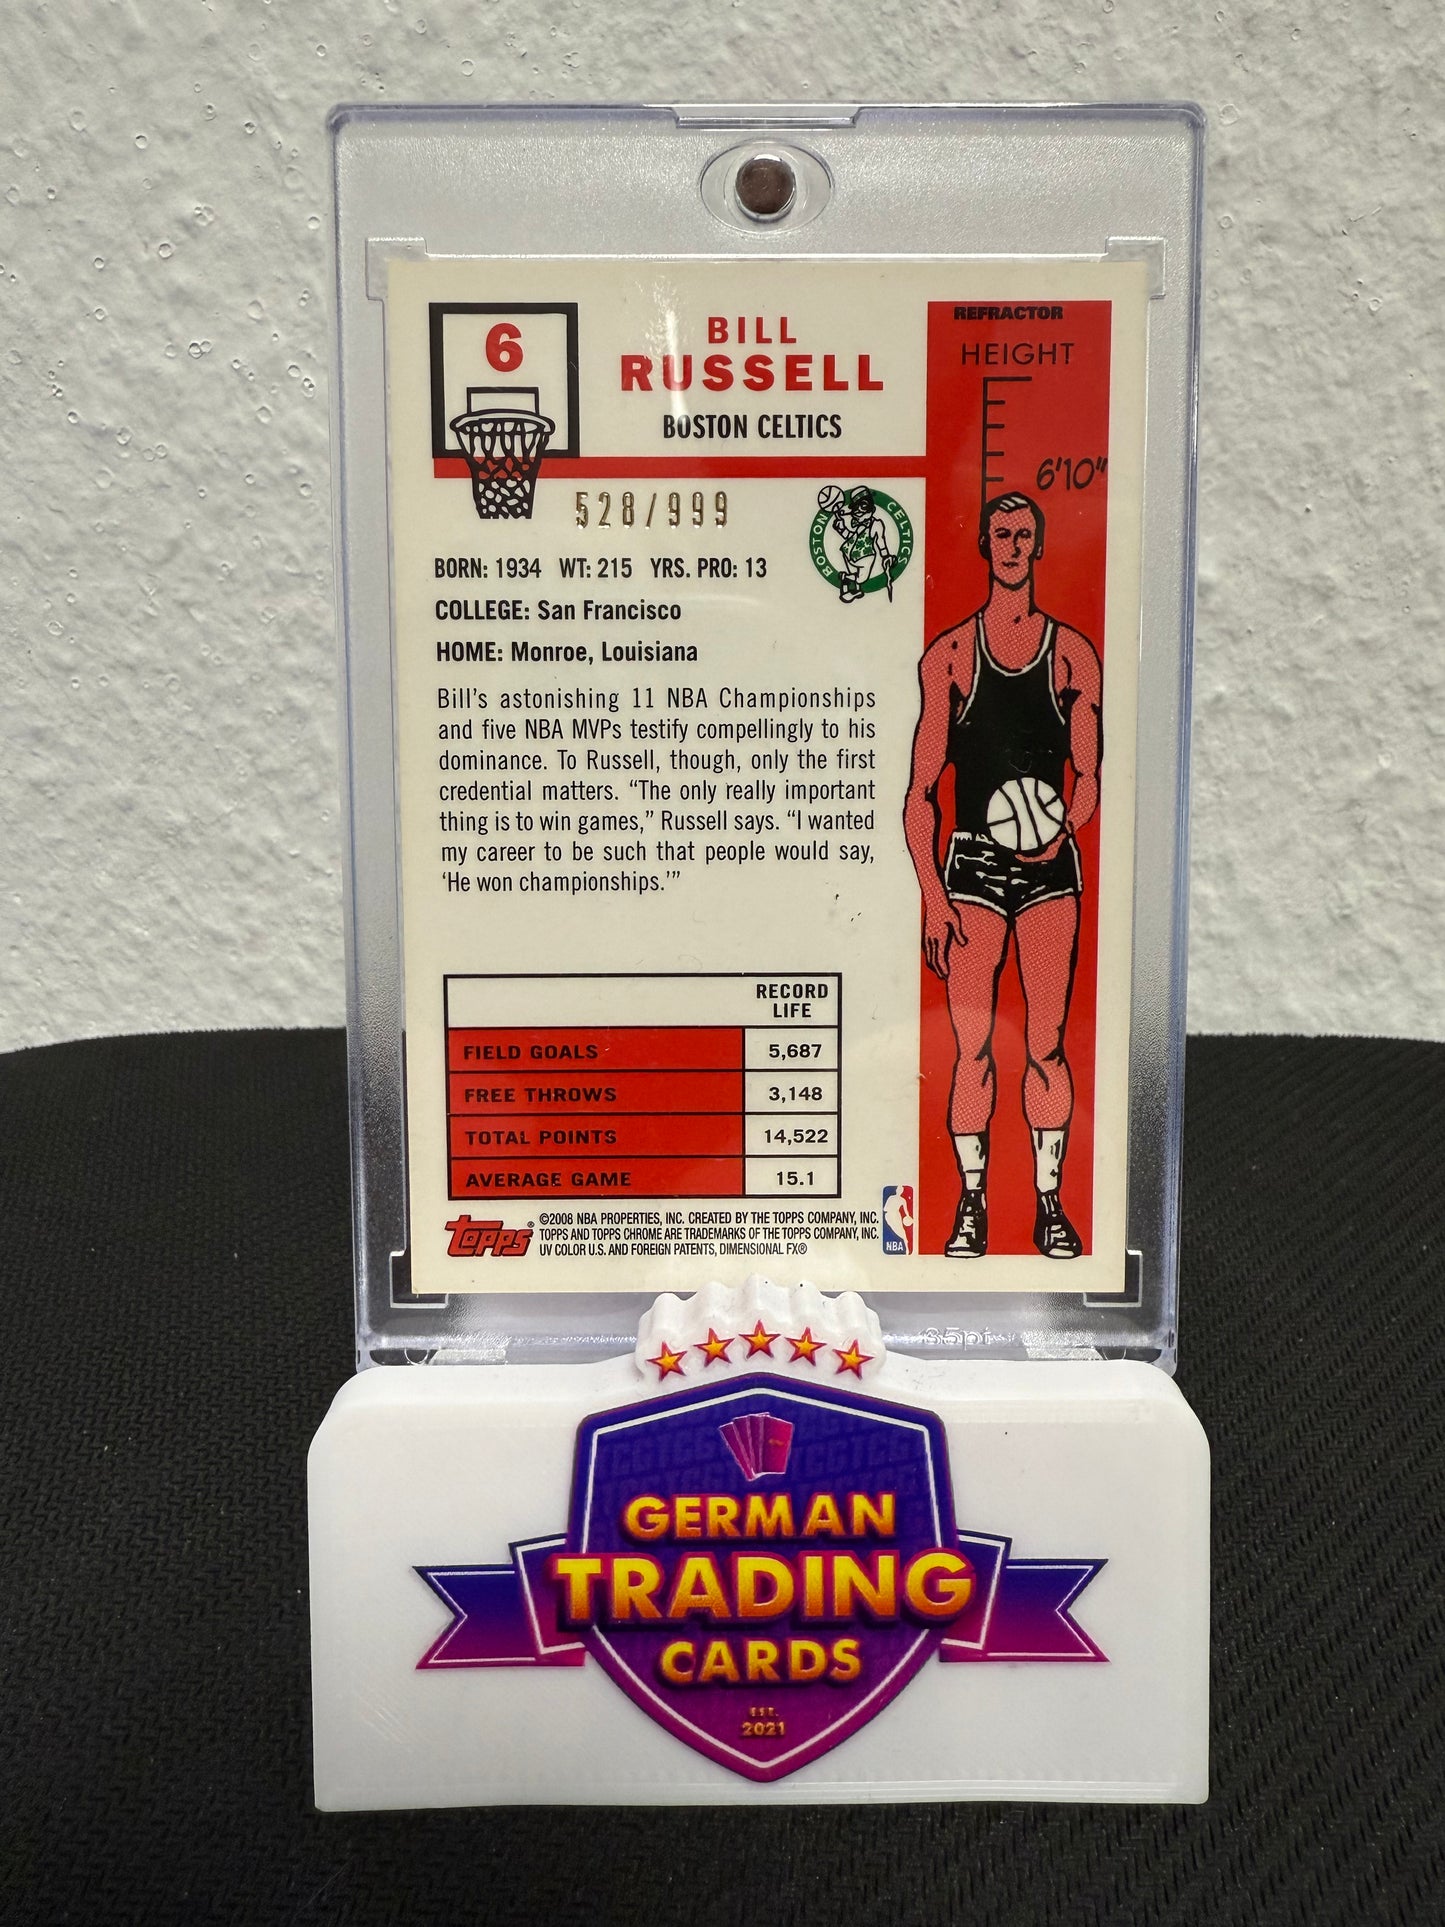 6
BILL
RUSSELL
BOSTON CELTICS
REFRACTOR
HEIGHT
6'10"
528/999
BOSTON CELTICS
BORN: 1934 WT: 215 YRS. PRO: 13
COLLEGE: San Francisco
HOME: Monroe, Louisiana
Bill's astonishing 11 NBA Championships
and five NBA MVPs testify compellingly to his
dominance. To Russell, though, only the first
credential matters. "The only really important
thing is to win games," Russell says. "I wanted
my career to be such that people would say,
'He won championships.'"
RECORD
LIFE
FIELD GOALS 5,687
FREE THROWS 3,148
TOTAL POINTS 14,522
AVERAGE GAME 15.1
topps®
©2008 NBA PROPERTIES, INC. CREATED BY THE TOPPS COMPANY, INC.
TOPPS AND TOPPS CHROME ARE TRADEMARKS OF THE TOPPS COMPANY, INC.
UV COLOR U.S. AND FOREIGN PATENTS, DIMENSIONAL FX®
NBA
35pt
GERMAN
TRADING
CARDS
EST.
2021